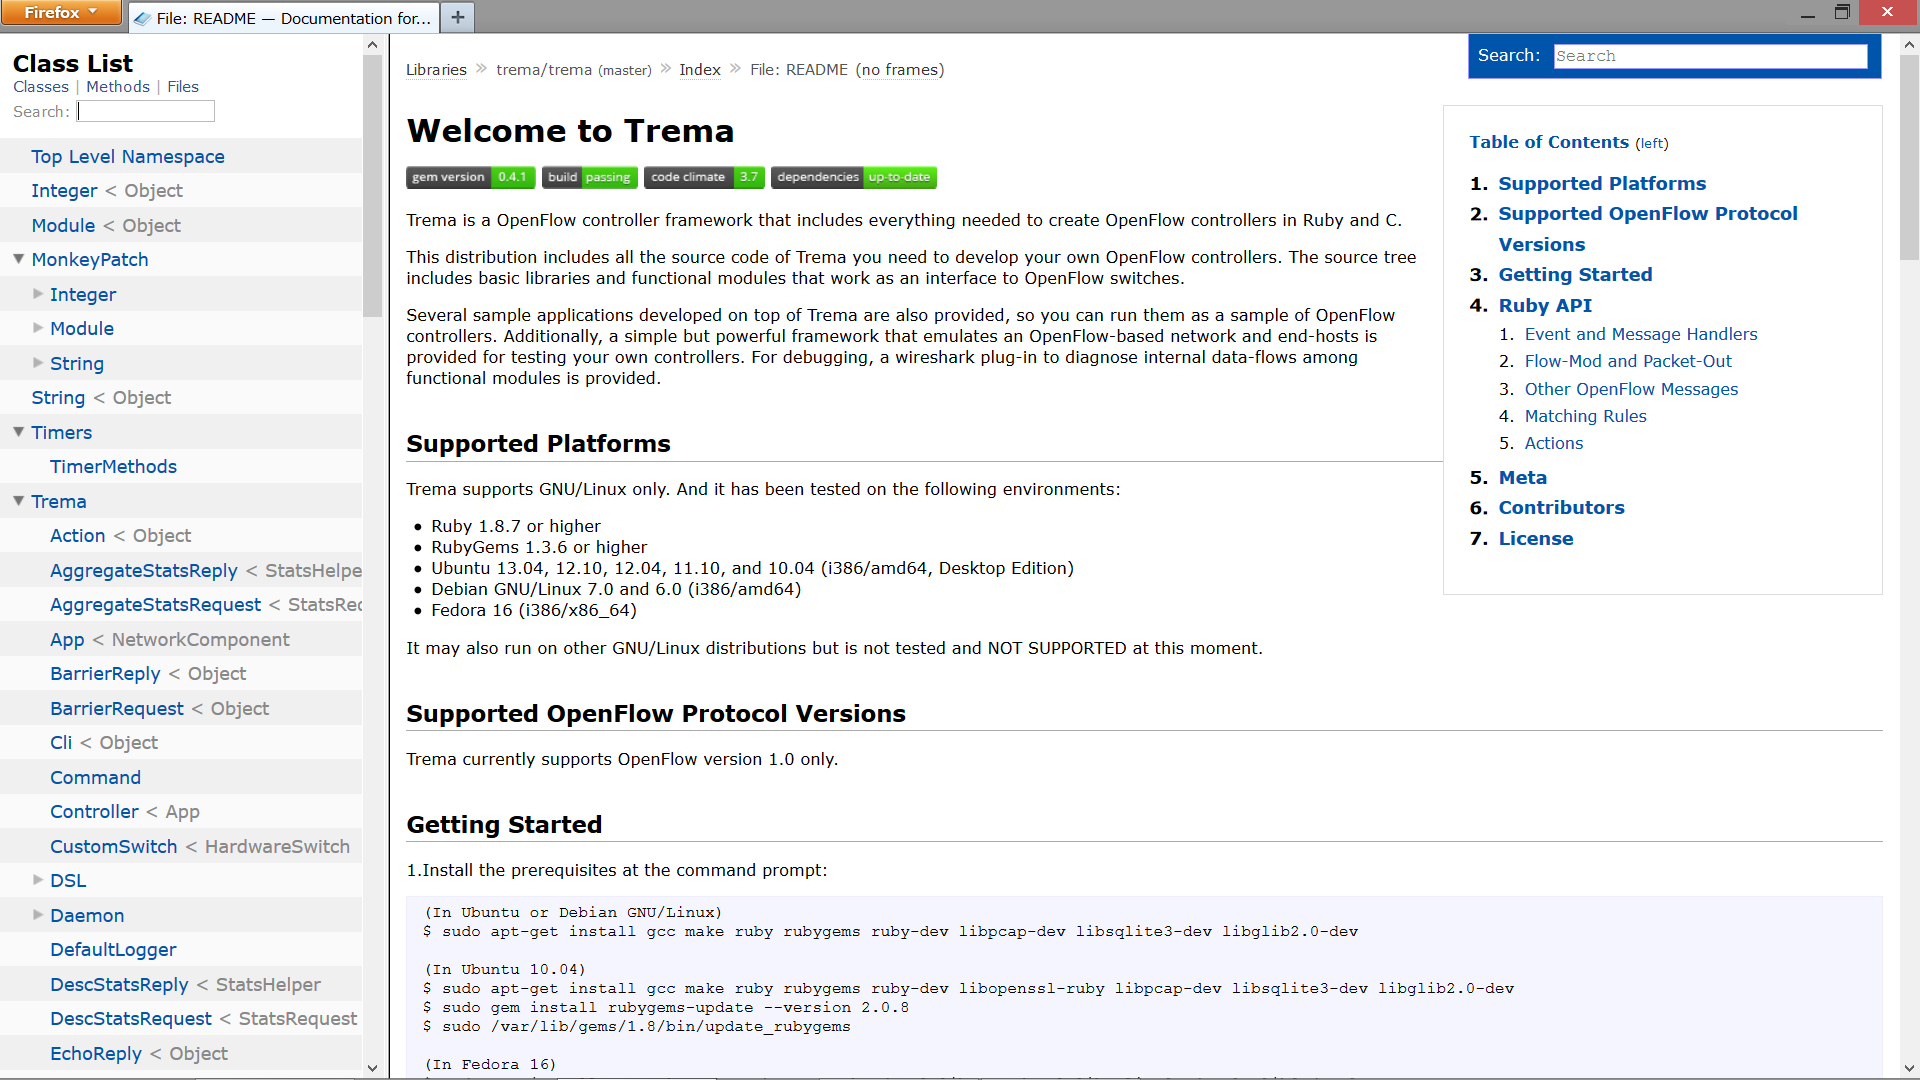 Firefox
File: README — Documentation for...
Class List
Classes | Methods | Files
Search:
Top Level Namespace
Integer < Object
Module < Object
MonkeyPatch
Integer
Module
String
String < Object
Timers
TimerMethods
Trema
Action < Object
AggregateStatsReply < StatsHelpe
AggregateStatsRequest < StatsRec
App < NetworkComponent
BarrierReply < Object
BarrierRequest < Object
Cli < Object
Command
Controller < App
CustomSwitch < HardwareSwitch
DSL
Daemon
DefaultLogger
DescStatsReply < StatsHelper
DescStatsRequest < StatsRequest
EchoReply < Object
Libraries » trema/trema (master) » Index » File: README (no frames)
Search: Search
Welcome to Trema
gem version 0.4.1 build passing code climate 3.7 dependencies up-to-date
Trema is a OpenFlow controller framework that includes everything needed to create OpenFlow controllers in Ruby and C.
This distribution includes all the source code of Trema you need to develop your own OpenFlow controllers. The source tree
includes basic libraries and functional modules that work as an interface to OpenFlow switches.
Several sample applications developed on top of Trema are also provided, so you can run them as a sample of OpenFlow
controllers. Additionally, a simple but powerful framework that emulates an OpenFlow-based network and end-hosts is
provided for testing your own controllers. For debugging, a wireshark plug-in to diagnose internal data-flows among
functional modules is provided.
Table of Contents (left)
1. Supported Platforms
2. Supported OpenFlow Protocol
Versions
3. Getting Started
4. Ruby API
1. Event and Message Handlers
2. Flow-Mod and Packet-Out
3. Other OpenFlow Messages
4. Matching Rules
5. Actions
5. Meta
6. Contributors
7. License
Supported Platforms
Trema supports GNU/Linux only. And it has been tested on the following environments:
• Ruby 1.8.7 or higher
• RubyGems 1.3.6 or higher
• Ubuntu 13.04, 12.10, 12.04, 11.10, and 10.04 (i386/amd64, Desktop Edition)
• Debian GNU/Linux 7.0 and 6.0 (i386/amd64)
• Fedora 16 (i386/x86_64)
It may also run on other GNU/Linux distributions but is not tested and NOT SUPPORTED at this moment.
Supported OpenFlow Protocol Versions
Trema currently supports OpenFlow version 1.0 only.
Getting Started
1.Install the prerequisites at the command prompt:
(In Ubuntu or Debian GNU/Linux)
$ sudo apt-get install gcc make ruby rubygems ruby-dev libpcap-dev libsqlite3-dev libglib2.0-dev
(In Ubuntu 10.04)
$ sudo apt-get install gcc make ruby rubygems ruby-dev libopenssl-ruby libpcap-dev libsqlite3-dev libglib2.0-dev
$ sudo gem install rubygems-update --version 2.0.8
$ sudo /var/lib/gems/1.8/bin/update_rubygems
(In Fedora 16)